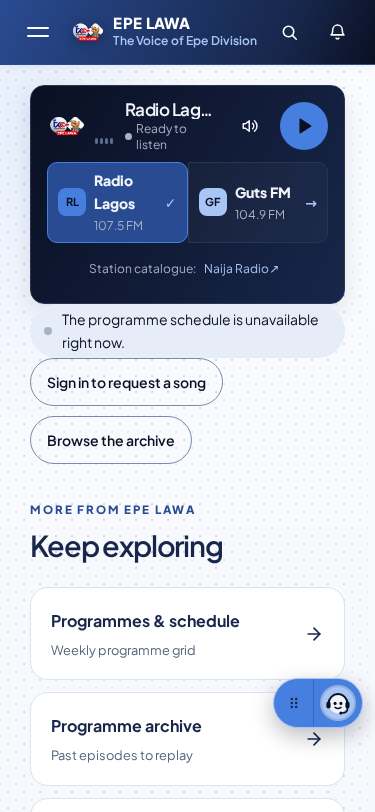 EPE LAWA
The Voice of Epe Division
Radio Lag...
Ready to
listen
RL
Radio
Lagos
107.5 FM
✓
GF
Guts FM
104.9 FM
→
Station catalogue: Naija Radio↗
The programme schedule is unavailable
right now.
Sign in to request a song
Browse the archive
MORE FROM EPE LAWA
Keep exploring
Programmes & schedule
Weekly programme grid
Programme archive
Past episodes to replay